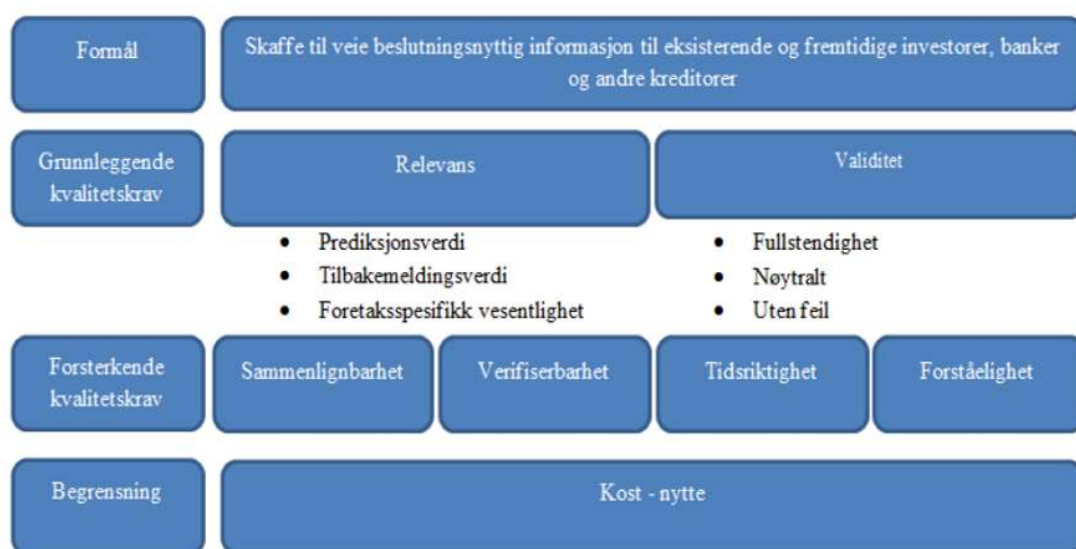 Formål
Skaffe til veie beslutningsnyttig informasjon til eksisterende og fremtidige investorer, banker
og andre kreditorer
Grunnleggende
kvalitetskrav
Relevans
Validitet
• Prediksjonsverdi
• Tilbakemeldingsverdi
• Foretaksspesifikk vesentlighet
• Fullstendighet
• Nøytralt
• Uten feil
Forsterkende
kvalitetskrav
Sammenlignbarhet
Verifiserbarhet
Tidsriktighet
Forståelighet
Begrensning
Kost - nytte